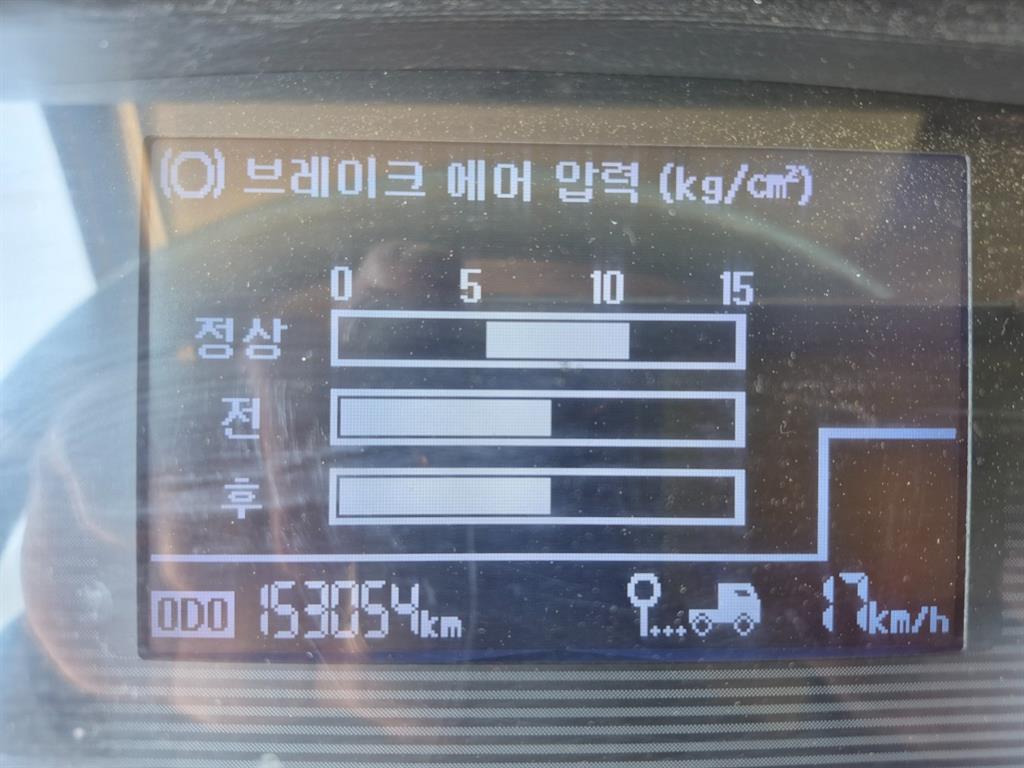 브레이크 에어 압력 (kg/cm²)
0 5 10 15
정상
전
후
ODO 153054km 17km/h